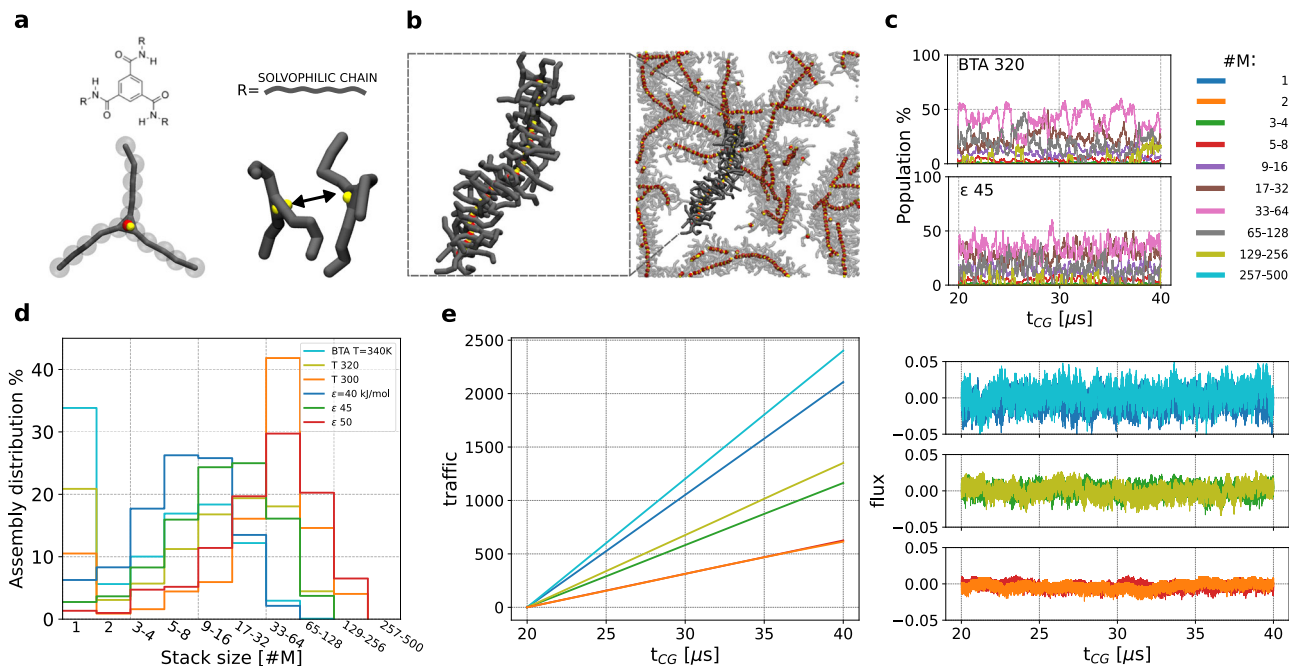 a
R
N
H
O
H
N
R
O
O
N
H
R
SOLVOPHILIC CHAIN
R=
b
c
BTA 320
100
50
0
ε 45
100
50
0
Population %
20
30
40
t_CG [μs]
#M:
1
2
3-4
5-8
9-16
17-32
33-64
65-128
129-256
257-500
d
Assembly distribution %
40
30
20
10
0
BTA T=340K
T 320
T 300
ε=40 kJ/mol
ε 45
ε 50
1
2
3-4
5-8
9-16
17-32
33-64
65-128
129-256
257-500
Stack size [#M]
e
traffic
2500
2000
1500
1000
500
0
20
25
30
35
40
t_CG [μs]
flux
0.05
0.00
−0.05
0.05
0.00
−0.05
0.05
0.00
−0.05
20
25
30
35
40
t_CG [μs]